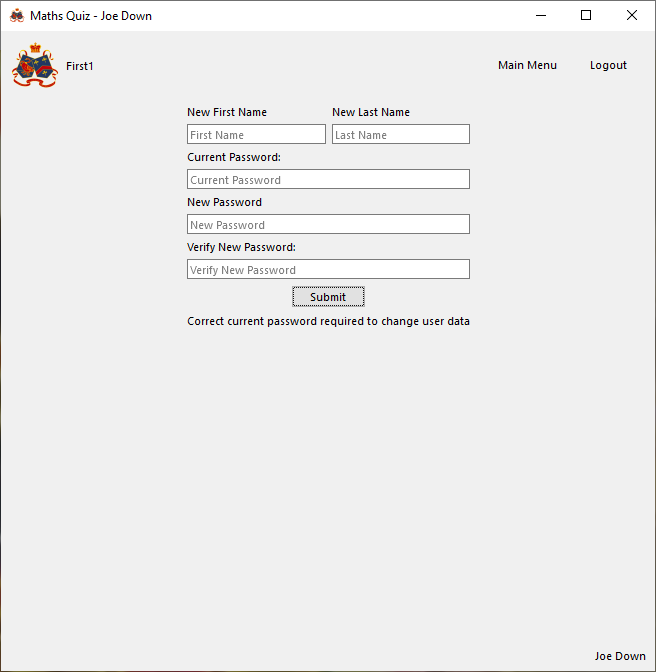 Maths Quiz - Joe Down
First1
Main Menu
Logout
New First Name
New Last Name
First Name
Last Name
Current Password:
Current Password
New Password
New Password
Verify New Password:
Verify New Password
Submit
Correct current password required to change user data
Joe Down